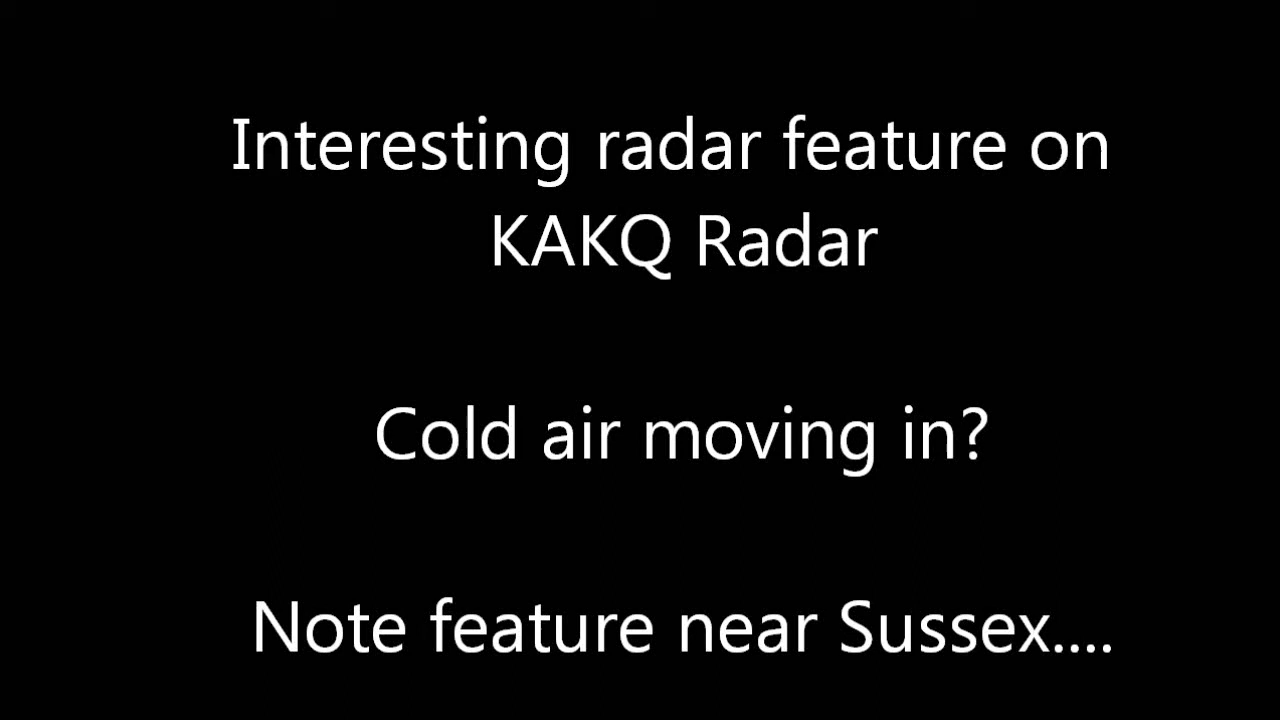 Interesting radar feature on
KAKQ Radar
Cold air moving in?
Note feature near Sussex....